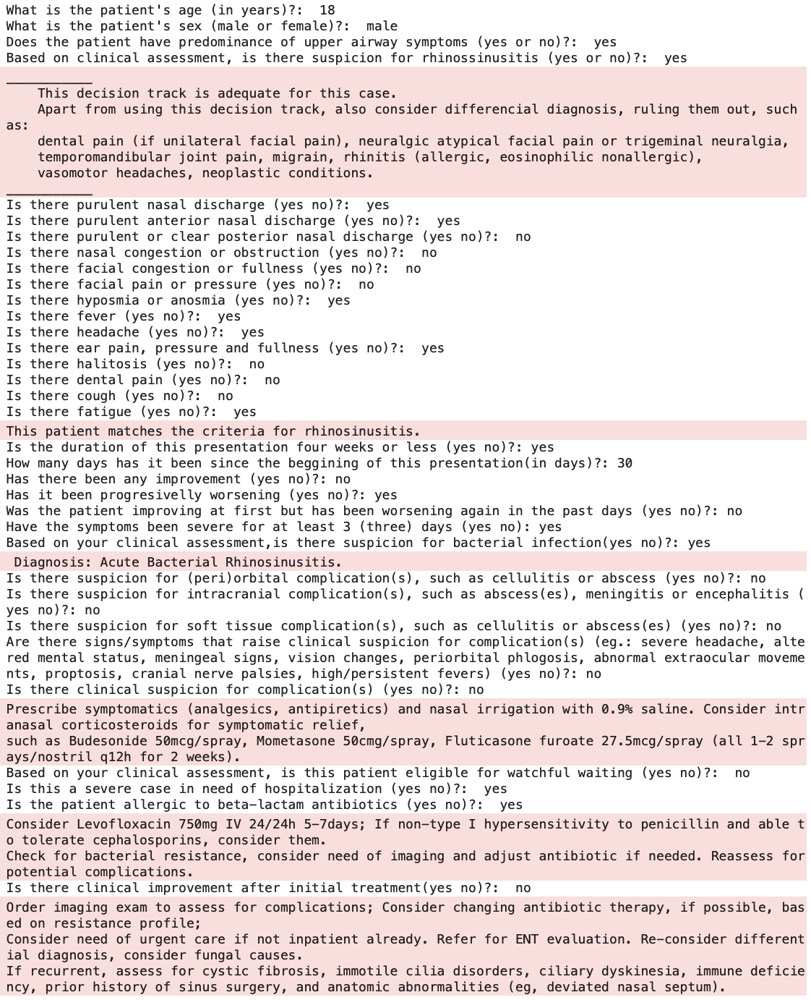 What is the patient's age (in years)?:  18
What is the patient's sex (male or female)?:  male
Does the patient have predominance of upper airway symptoms (yes or no)?:  yes
Based on clinical assessment, is there suspicion for rhinossinusitis (yes or no)?:  yes
___________
    This decision track is adequate for this case.
    Apart from using this decision track, also consider differencial diagnosis, ruling them out, such
as:
    dental pain (if unilateral facial pain), neuralgic atypical facial pain or trigeminal neuralgia,
    temporomandibular joint pain, migrain, rhinitis (allergic, eosinophilic nonallergic),
    vasomotor headaches, neoplastic conditions.
___________
Is there purulent nasal discharge (yes no)?:  yes
Is there purulent anterior nasal discharge (yes no)?:  yes
Is there purulent or clear posterior nasal discharge (yes no)?:  no
Is there nasal congestion or obstruction (yes no)?:  no
Is there facial congestion or fullness (yes no)?:  no
Is there facial pain or pressure (yes no)?:  no
Is there hyposmia or anosmia (yes no)?:  yes
Is there fever (yes no)?:  yes
Is there headache (yes no)?:  yes
Is there ear pain, pressure and fullness (yes no)?:  yes
Is there halitosis (yes no)?:  no
Is there dental pain (yes no)?:  no
Is there cough (yes no)?:  no
Is there fatigue (yes no)?:  yes
This patient matches the criteria for rhinosinusitis.
Is the duration of this presentation four weeks or less (yes no)?: yes
How many days has it been since the beggining of this presentation(in days)?: 30
Has there been any improvement (yes no)?: no
Has it been progresivelly worsening (yes no)?: yes
Was the patient improving at first but has been worsening again in the past days (yes no)?: no
Have the symptoms been severe for at least 3 (three) days (yes no): yes
Based on your clinical assessment,is there suspicion for bacterial infection(yes no)?: yes
 Diagnosis: Acute Bacterial Rhinosinusitis.
Is there suspicion for (peri)orbital complication(s), such as cellulitis or abscess (yes no)?: no
Is there suspicion for intracranial complication(s), such as abscess(es), meningitis or encephalitis (
yes no)?: no
Is there suspicion for soft tissue complication(s), such as cellulitis or abscess(es) (yes no)?: no
Are there signs/symptoms that raise clinical suspicion for complication(s) (eg.: severe headache, alte
red mental status, meningeal signs, vision changes, periorbital phlogosis, abnormal extraocular moveme
nts, proptosis, cranial nerve palsies, high/persistent fevers) (yes no)?: no
Is there clinical suspicion for complication(s) (yes no)?: no
Prescribe symptomatics (analgesics, antipiretics) and nasal irrigation with 0.9% saline. Consider intr
anasal corticosteroids for symptomatic relief,
such as Budesonide 50mcg/spray, Mometasone 50cmg/spray, Fluticasone furoate 27.5mcg/spray (all 1-2 spr
ays/nostril q12h for 2 weeks).
Based on your clinical assessment, is this patient eligible for watchful waiting (yes no)?:  no
Is this a severe case in need of hospitalization (yes no)?:  yes
Is the patient allergic to beta-lactam antibiotics (yes no)?:  yes
Consider Levofloxacin 750mg IV 24/24h 5-7days; If non-type I hypersensitivity to penicillin and able t
o tolerate cephalosporins, consider them.
Check for bacterial resistance, consider need of imaging and adjust antibiotic if needed. Reassess for
potential complications.
Is there clinical improvement after initial treatment(yes no)?:  no
Order imaging exam to assess for complications; Consider changing antibiotic therapy, if possible, bas
ed on resistance profile;
Consider need of urgent care if not inpatient already. Refer for ENT evaluation. Re-consider different
ial diagnosis, consider fungal causes.
If recurrent, assess for cystic fibrosis, immotile cilia disorders, ciliary dyskinesia, immune deficie
ncy, prior history of sinus surgery, and anatomic abnormalities (eg, deviated nasal septum).